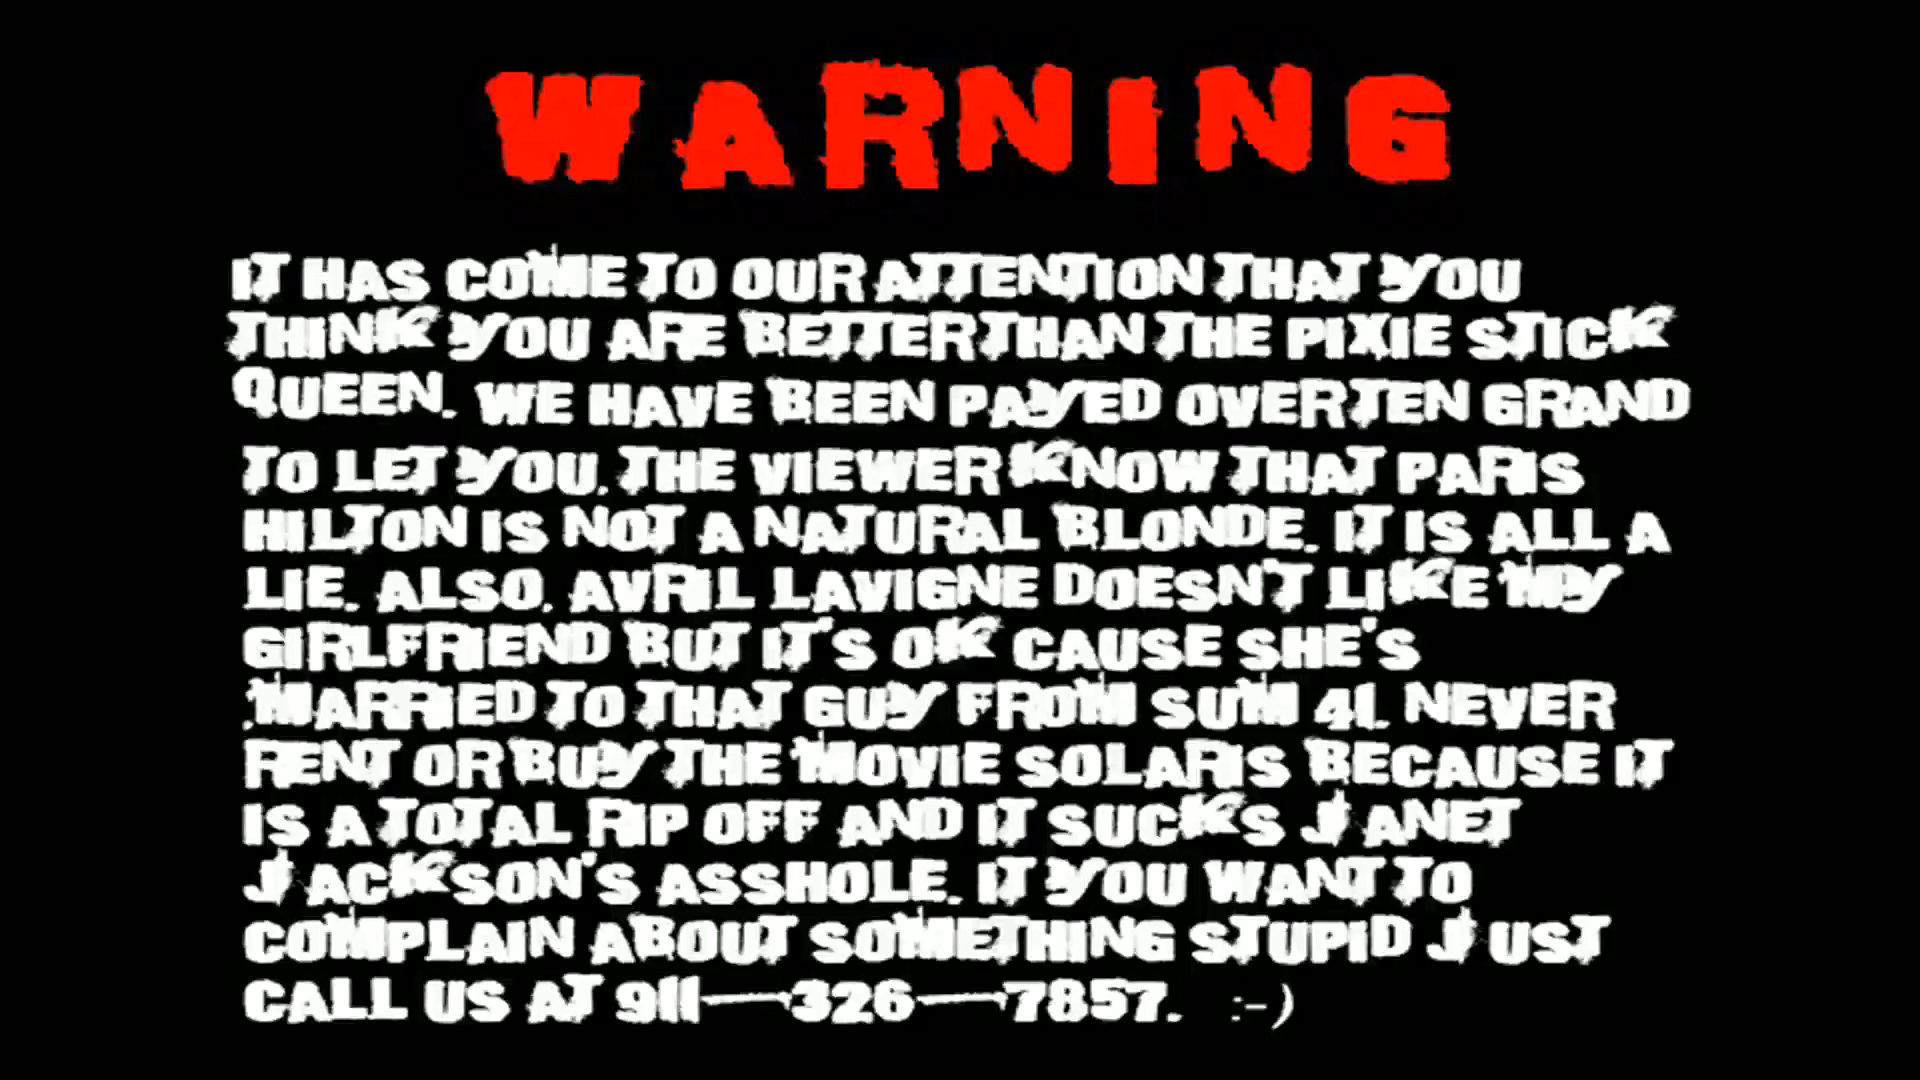 WARNING
IT HAS COME TO OUR ATTENTION THAT YOU
THINK YOU ARE BETTER THAN THE PIXIE STICK
QUEEN. WE HAVE BEEN PAYED OVER TEN GRAND
TO LET YOU, THE VIEWER KNOW THAT PARIS
HILTON IS NOT A NATURAL BLONDE. IT IS ALL A
LIE. ALSO, AVRIL LAVIGNE DOESN'T LIKE MY
GIRLFRIEND BUT IT'S OK CAUSE SHE'S
MARRIED TO THAT GUY FROM SUM 41. NEVER
RENT OR BUY THE MOVIE SOLARIS BECAUSE IT
IS A TOTAL RIP OFF AND IT SUCKS JANET
JACKSON'S ASSHOLE. IT YOU WANT TO
COMPLAIN ABOUT SOMETHING STUPID JUST
CALL US AT 911-326-7857. :-)